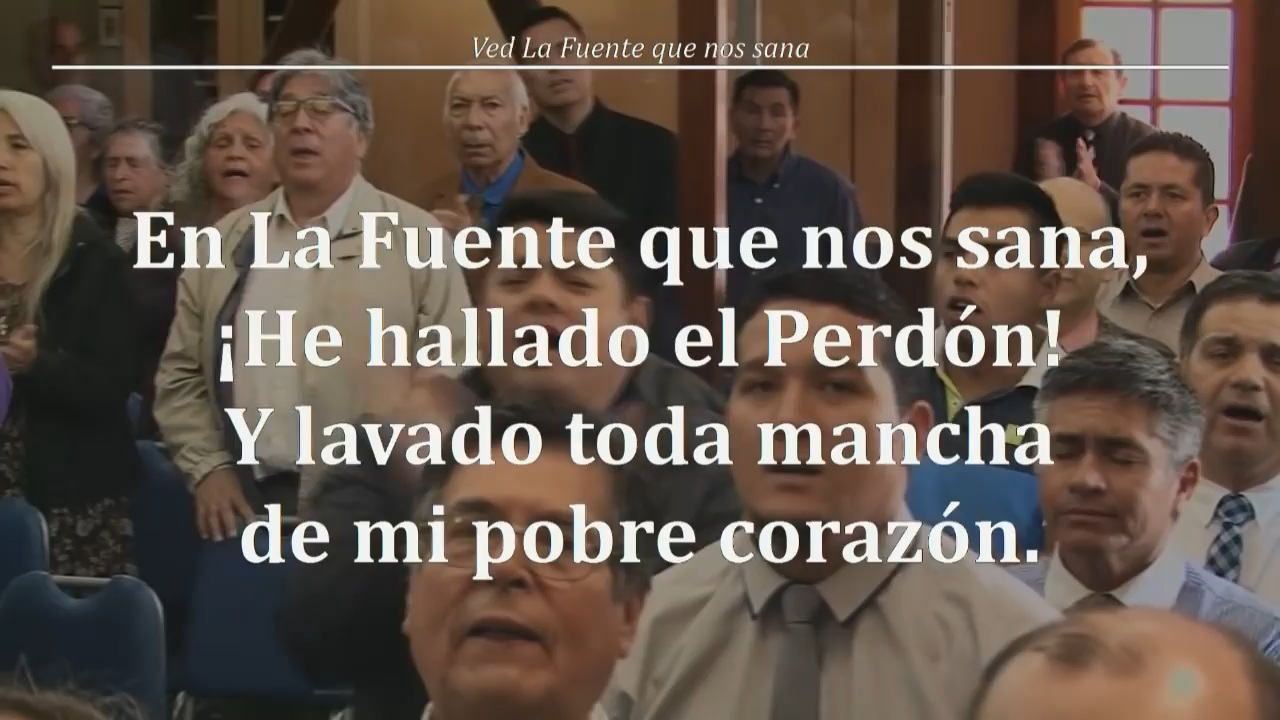 Ved La Fuente que nos sana
En La Fuente que nos sana,
¡He hallado el Perdón!
Y lavado toda mancha
de mi pobre corazón.